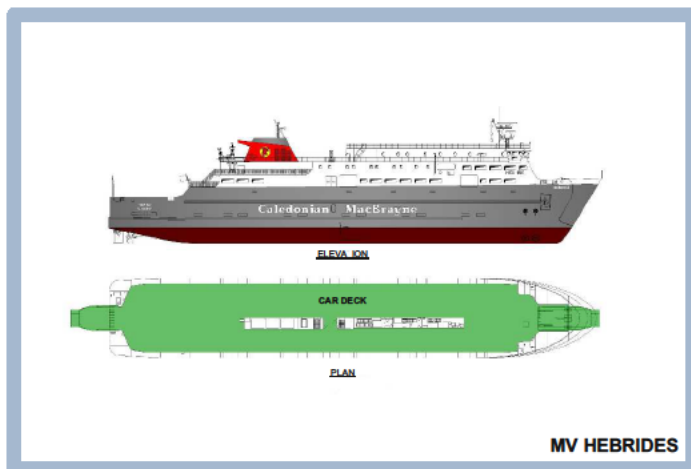 Caledonian MacBrayne
ELEVA ION
CAR DECK
PLAN
MV HEBRIDES